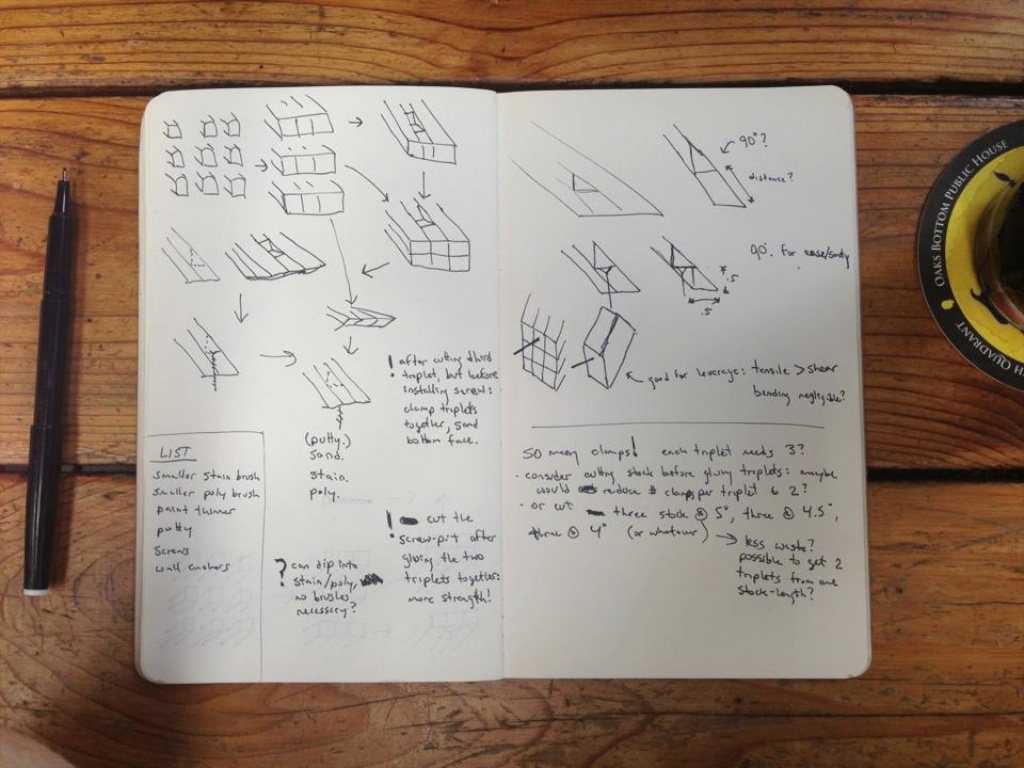 LIST
smaller stain brush
smaller poly brush
paint thinner
putty
screws
wall anchors
(putty.)
sand.
stain.
poly.
! after cutting third
triplet, but before
installing screw:
clamp triplets
together, sand
bottom face.
! cut the
screw-pit after
gluing the two
triplets together:
more strength!
? can dip into
stain/poly,
no brushes
necessary?
90°?
distance?
90°. For ease/sanity
.5
.5
good for leverage: tensile > shear
bending negligible?
SO many clamps! each triplet needs 3?
· consider cutting stock before gluing triplets: maybe
would reduce # clamps per triplet to 2?
· or cut three stock @ 5", three @ 4.5",
three @ 4" (or whatever) → less waste?
possible to get 2
triplets from one
stock-length?
OAKS BOTTOM PUBLIC HOUSE
QUADRANT